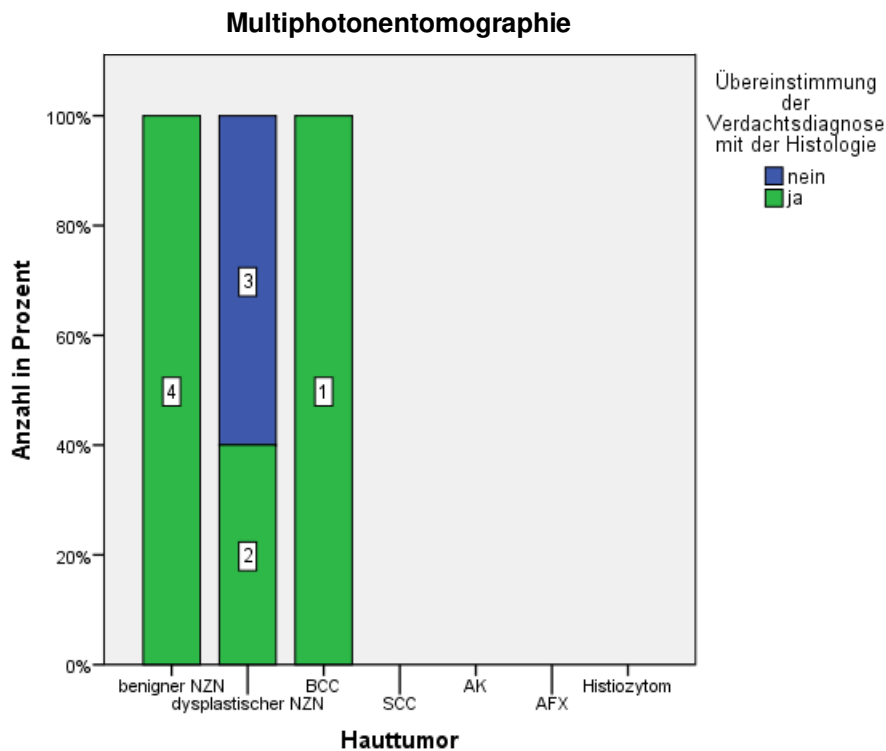 Multiphotonentomographie
Übereinstimmung
der
Verdachtsdiagnose
mit der Histologie
nein
ja
Anzahl in Prozent
100%
80%
60%
40%
20%
0%
4
3
2
1
benigner NZN
dysplastischer NZN
BCC
SCC
AK
AFX
Histiozytom
Hauttumor